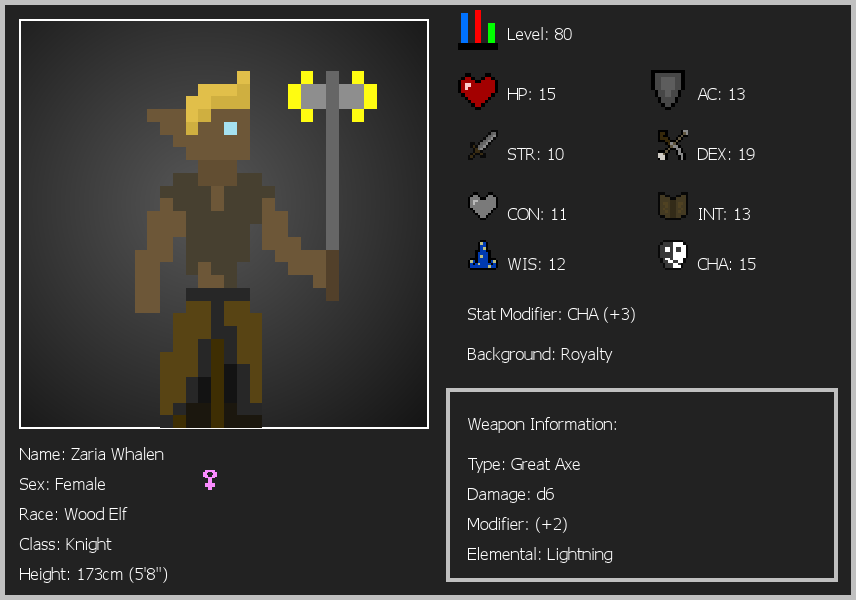 Level: 80
HP: 15
AC: 13
STR: 10
DEX: 19
CON: 11
INT: 13
WIS: 12
CHA: 15
Stat Modifier: CHA (+3)
Background: Royalty
Weapon Information:
Type: Great Axe
Damage: d6
Modifier: (+2)
Elemental: Lightning
Name: Zaria Whalen
Sex: Female
Race: Wood Elf
Class: Knight
Height: 173cm (5'8")